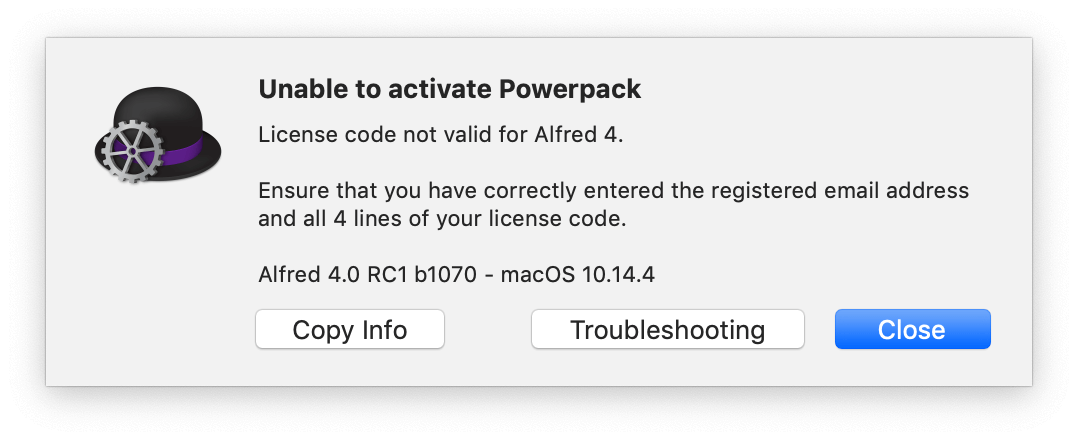 Unable to activate Powerpack
License code not valid for Alfred 4.
Ensure that you have correctly entered the registered email address
and all 4 lines of your license code.
Alfred 4.0 RC1 b1070 - macOS 10.14.4
Copy Info
Troubleshooting
Close